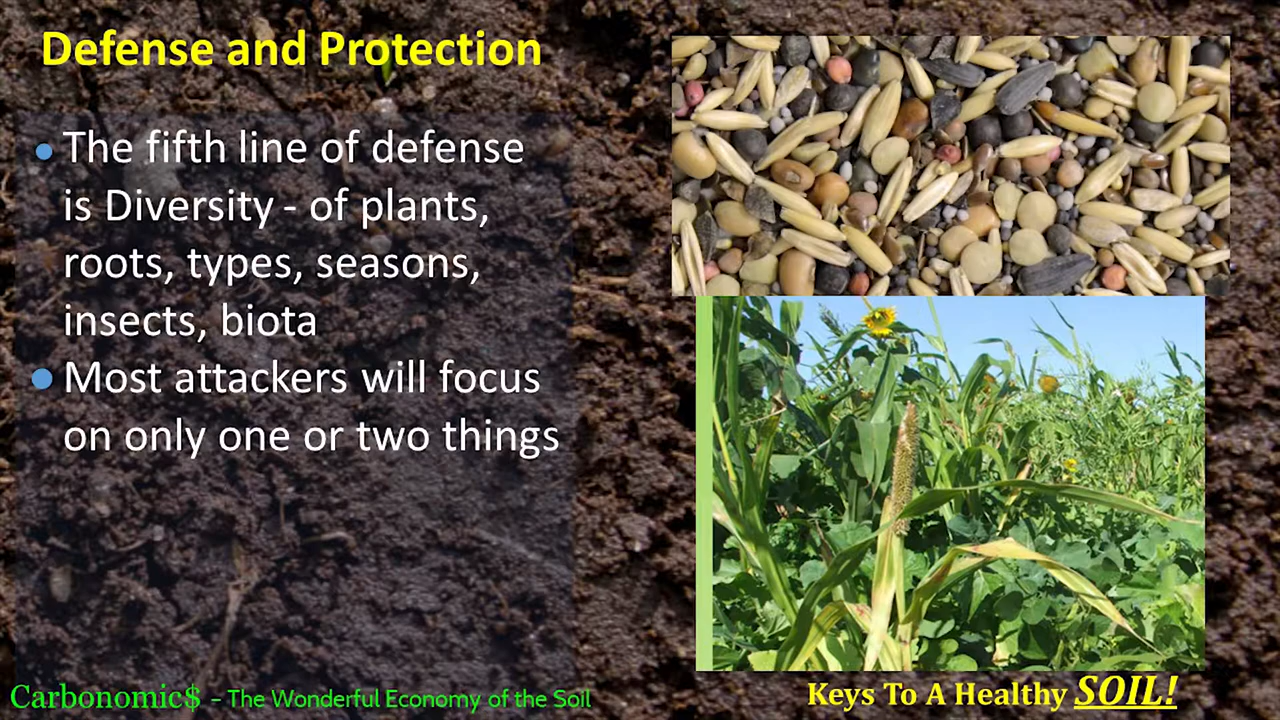 Defense and Protection
The fifth line of defense
is Diversity - of plants,
roots, types, seasons,
insects, biota
Most attackers will focus
on only one or two things
Carbonomic$ – The Wonderful Economy of the Soil
Keys To A Healthy SOIL!